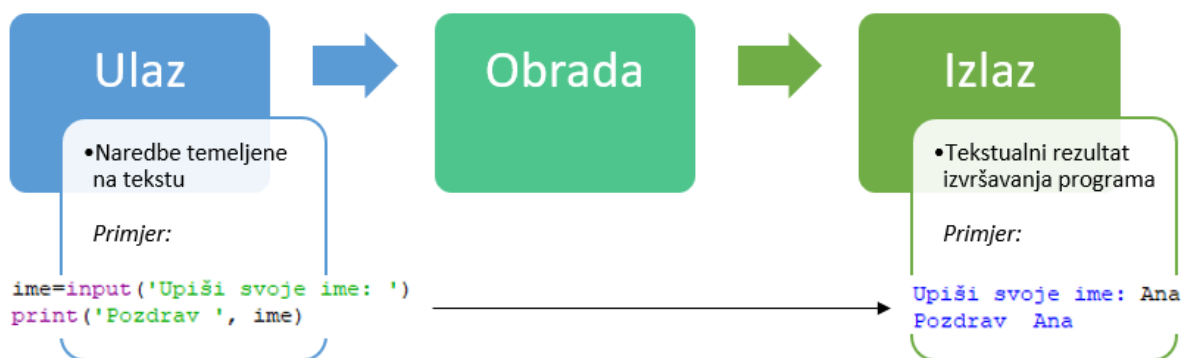 Ulaz
Obrada
Izlaz
•Naredbe temeljene
na tekstu
Primjer:
ime=input('Upiši svoje ime: ')
print('Pozdrav ', ime)
•Tekstualni rezultat
izvršavanja programa
Primjer:
Upiši svoje ime: Ana
Pozdrav  Ana